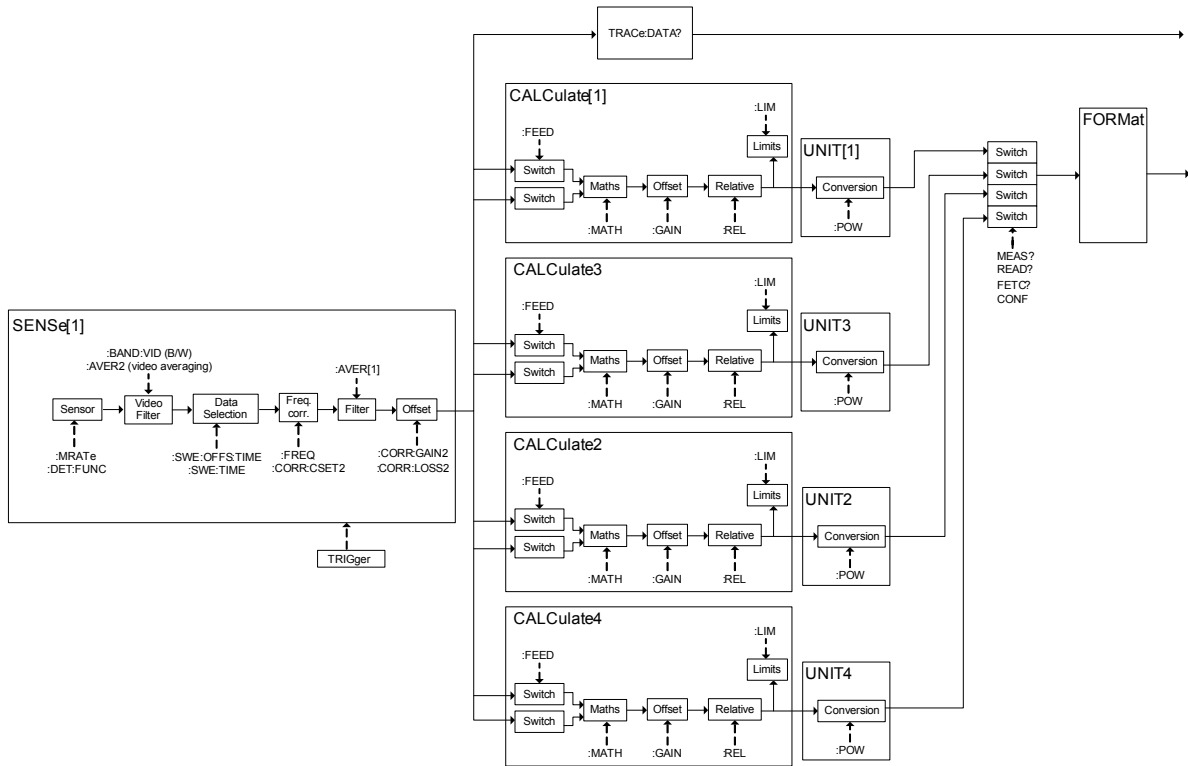 TRACe:DATA?
CALCulate[1]
:FEED
:LIM
Limits
Switch
Switch
Maths
Offset
Relative
:MATH
:GAIN
:REL
UNIT[1]
Conversion
:POW
CALCulate3
:FEED
:LIM
Limits
Switch
Switch
Maths
Offset
Relative
:MATH
:GAIN
:REL
UNIT3
Conversion
:POW
SENSe[1]
:BAND:VID (B/W)
:AVER2 (video averaging)
:AVER[1]
Sensor
Video
Filter
Data
Selection
Freq.
corr.
Filter
Offset
:MRATe
:DET:FUNC
:SWE:OFFS:TIME
:SWE:TIME
:FREQ
:CORR:CSET2
:CORR:GAIN2
:CORR:LOSS2
TRIGger
CALCulate2
:FEED
:LIM
Limits
Switch
Switch
Maths
Offset
Relative
:MATH
:GAIN
:REL
UNIT2
Conversion
:POW
CALCulate4
:FEED
:LIM
Limits
Switch
Switch
Maths
Offset
Relative
:MATH
:GAIN
:REL
UNIT4
Conversion
:POW
Switch
Switch
Switch
Switch
MEAS?
READ?
FETC?
CONF
FORMat